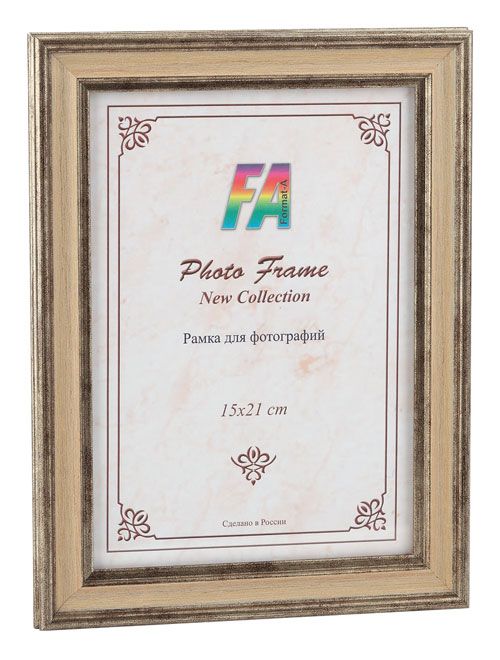 FA
Format-A
Photo Frame
New Collection
Рамка для фотографий
15x21 cm
Сделано в России